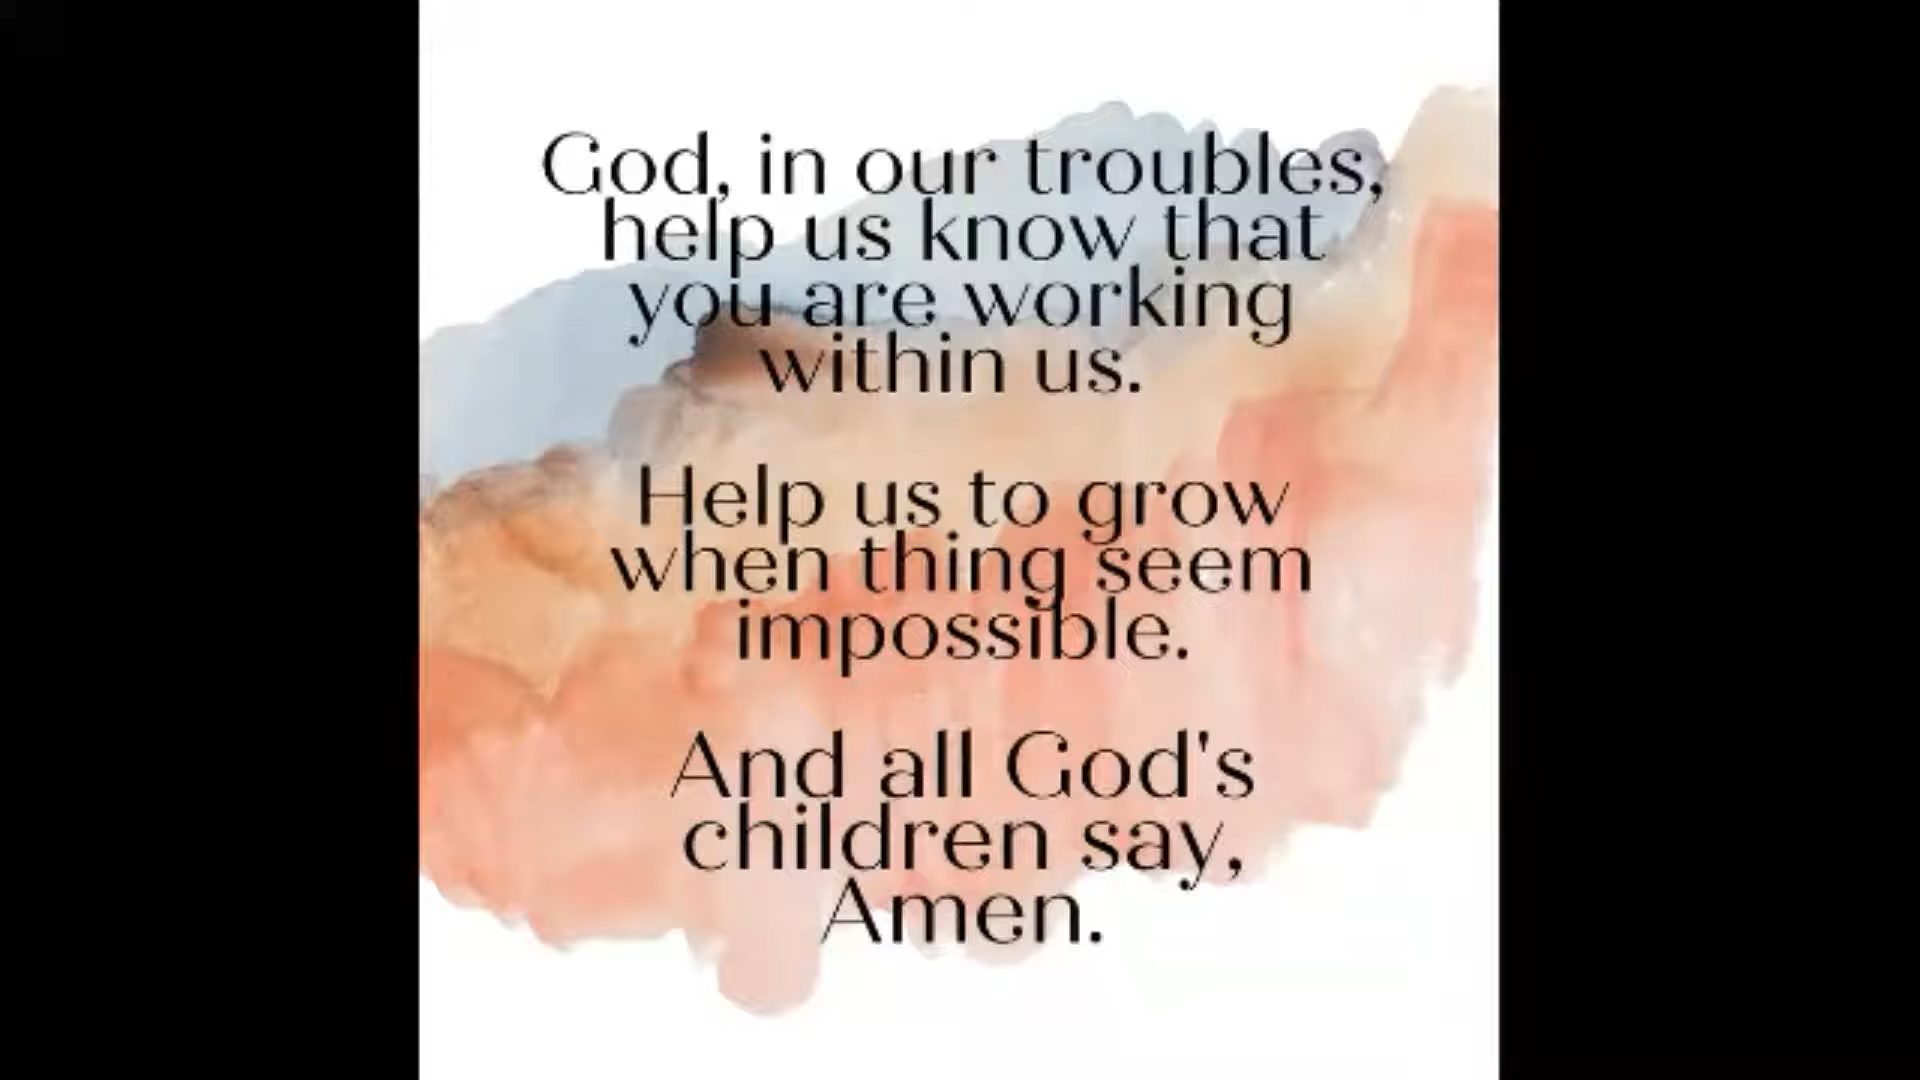 God, in our troubles,
help us know that
you are working
within us.
Help us to grow
when thing seem
impossible.
And all God's
children say,
Amen.